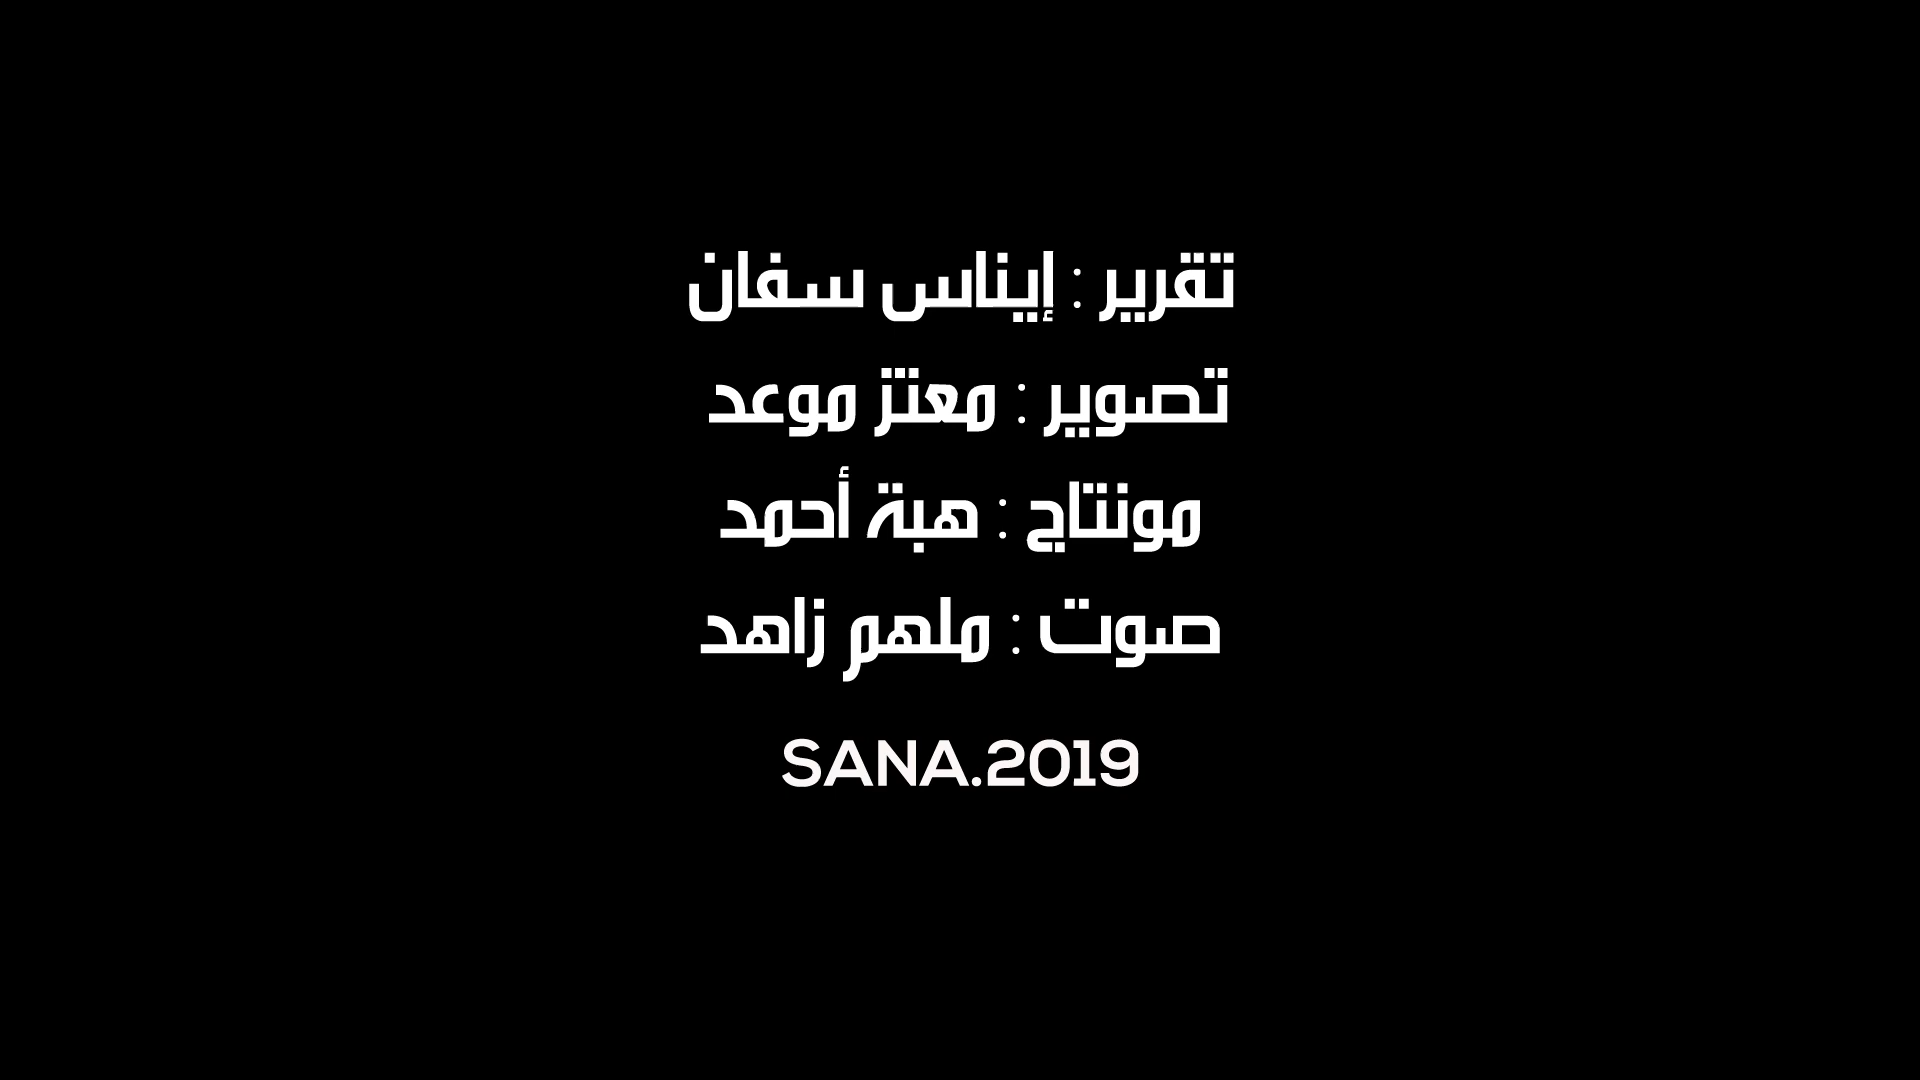 تقرير : إيناس سفان
تصوير : معتز موعد
مونتاج : هبة أحمد
صوت : ملهم زاهد
SANA.2019